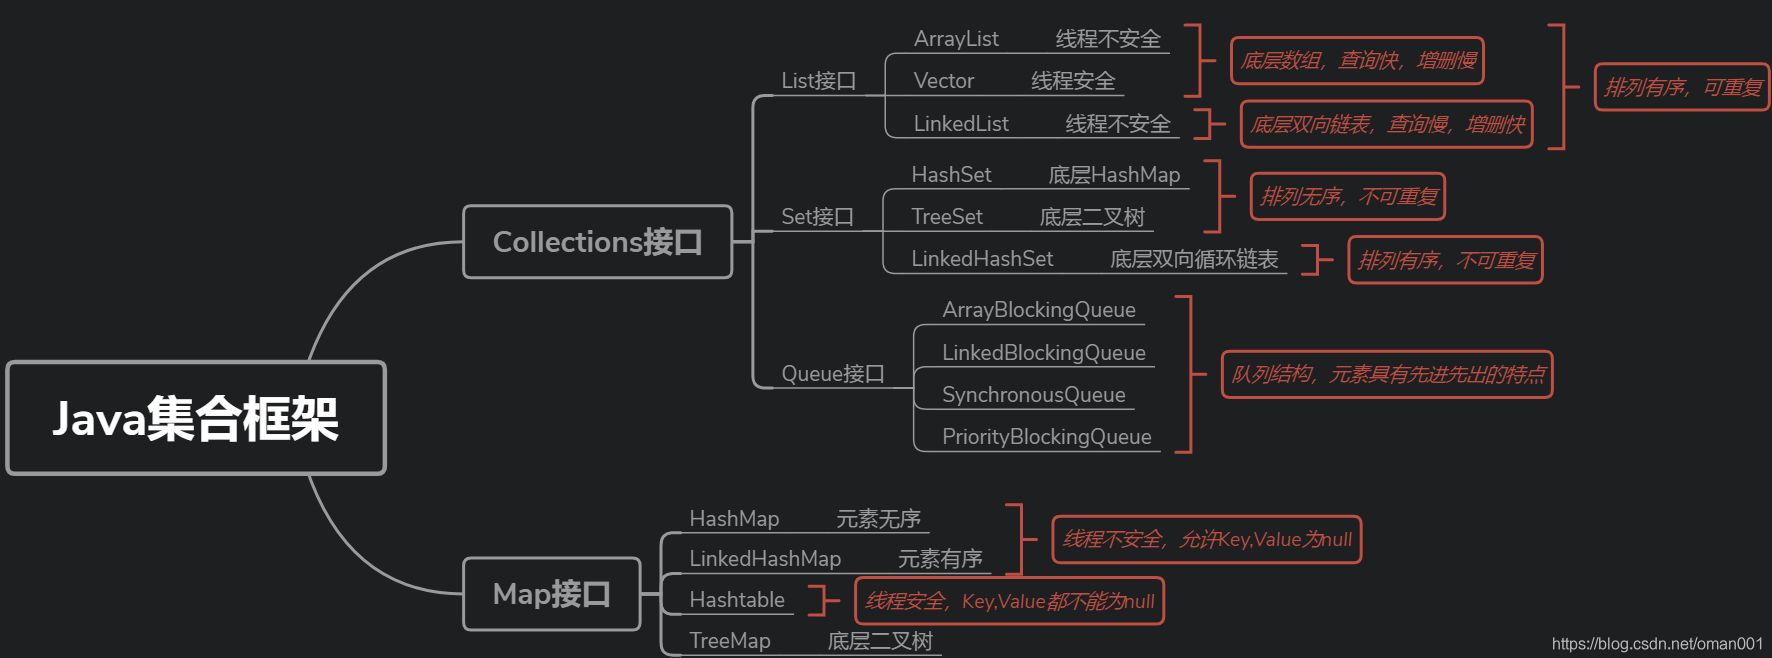 Java集合框架
Collections接口
List接口
ArrayList 线程不安全
Vector 线程安全
底层数组，查询快，增删慢
LinkedList 线程不安全
底层双向链表，查询慢，增删快
排列有序，可重复
Set接口
HashSet 底层HashMap
TreeSet 底层二叉树
排列无序，不可重复
LinkedHashSet 底层双向循环链表
排列有序，不可重复
Queue接口
ArrayBlockingQueue
LinkedBlockingQueue
SynchronousQueue
PriorityBlockingQueue
队列结构，元素具有先进先出的特点
Map接口
HashMap 元素无序
LinkedHashMap 元素有序
线程不安全，允许Key,Value为null
Hashtable
线程安全，Key,Value都不能为null
TreeMap 底层二叉树
https://blog.csdn.net/oman001